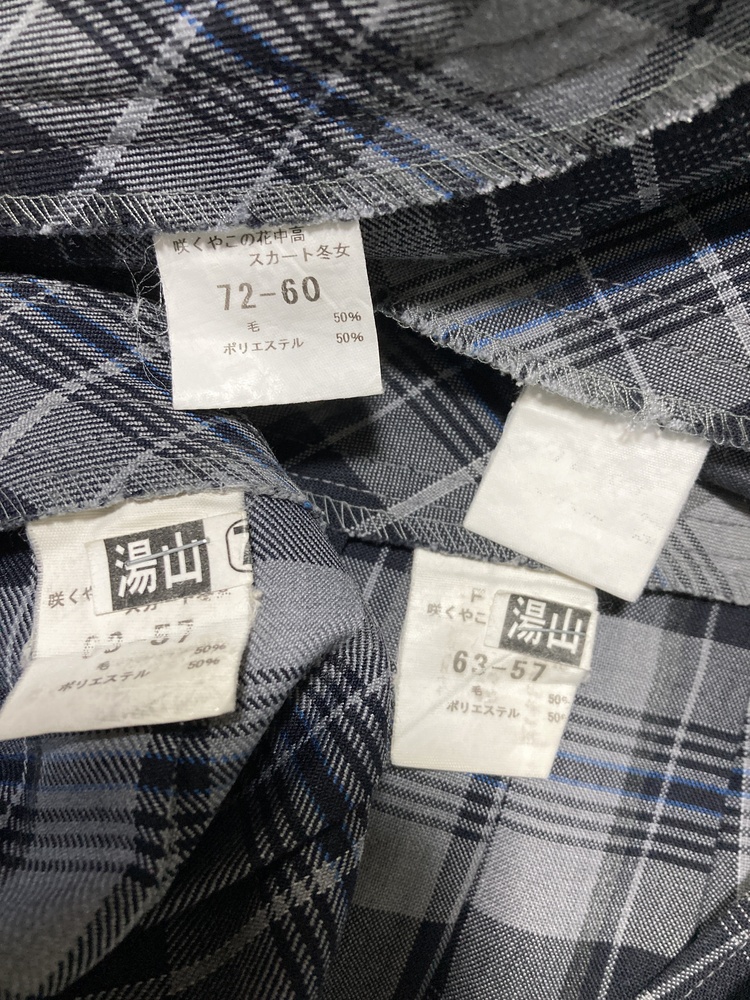 咲くやこの花中高
スカート冬女
72-60
毛 50%
ポリエステル 50%
湯山
咲くや
63-57
毛 50%
ポリエステル 50%
湯山
咲くやこ
63-57
毛 50
ポリエステル 50